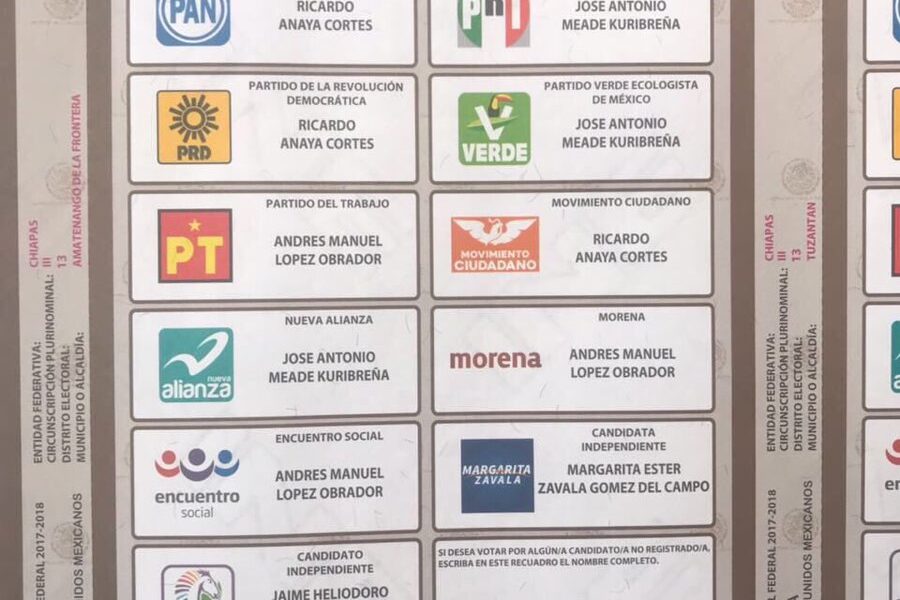 PAN
RICARDO
ANAYA CORTES
PRI
JOSE ANTONIO
MEADE KURIBREÑA
PRD
PARTIDO DE LA REVOLUCIÓN
DEMOCRÁTICA
RICARDO
ANAYA CORTES
VERDE
PARTIDO VERDE ECOLOGISTA
DE MÉXICO
JOSE ANTONIO
MEADE KURIBREÑA
PT
PARTIDO DEL TRABAJO
ANDRES MANUEL
LOPEZ OBRADOR
MOVIMIENTO
CIUDADANO
MOVIMIENTO CIUDADANO
RICARDO
ANAYA CORTES
nueva
alianza
NUEVA ALIANZA
JOSE ANTONIO
MEADE KURIBREÑA
morena
MORENA
ANDRES MANUEL
LOPEZ OBRADOR
encuentro
social
ENCUENTRO SOCIAL
ANDRES MANUEL
LOPEZ OBRADOR
MARGARITA
ZAVALA
CANDIDATA
INDEPENDIENTE
MARGARITA ESTER
ZAVALA GOMEZ DEL CAMPO
CANDIDATO
INDEPENDIENTE
JAIME HELIODORO
SI DESEA VOTAR POR ALGÚN/A CANDIDATO/A NO REGISTRADO/A,
ESCRIBA EN ESTE RECUADRO EL NOMBRE COMPLETO.
ENTIDAD FEDERATIVA: CHIAPAS
CIRCUNSCRIPCIÓN PLURINOMINAL: III
DISTRITO ELECTORAL: 13
MUNICIPIO O ALCALDÍA: AMATENANGO DE LA FRONTERA
FEDERAL 2017-2018
UNIDOS MEXICANOS
ENTIDAD FEDERATIVA: CHIAPAS
CIRCUNSCRIPCIÓN PLURINOMINAL: III
DISTRITO ELECTORAL: 13
MUNICIPIO O ALCALDÍA: TUZANTAN
FEDERAL 2017-2018
UNIDOS MEXICANOS